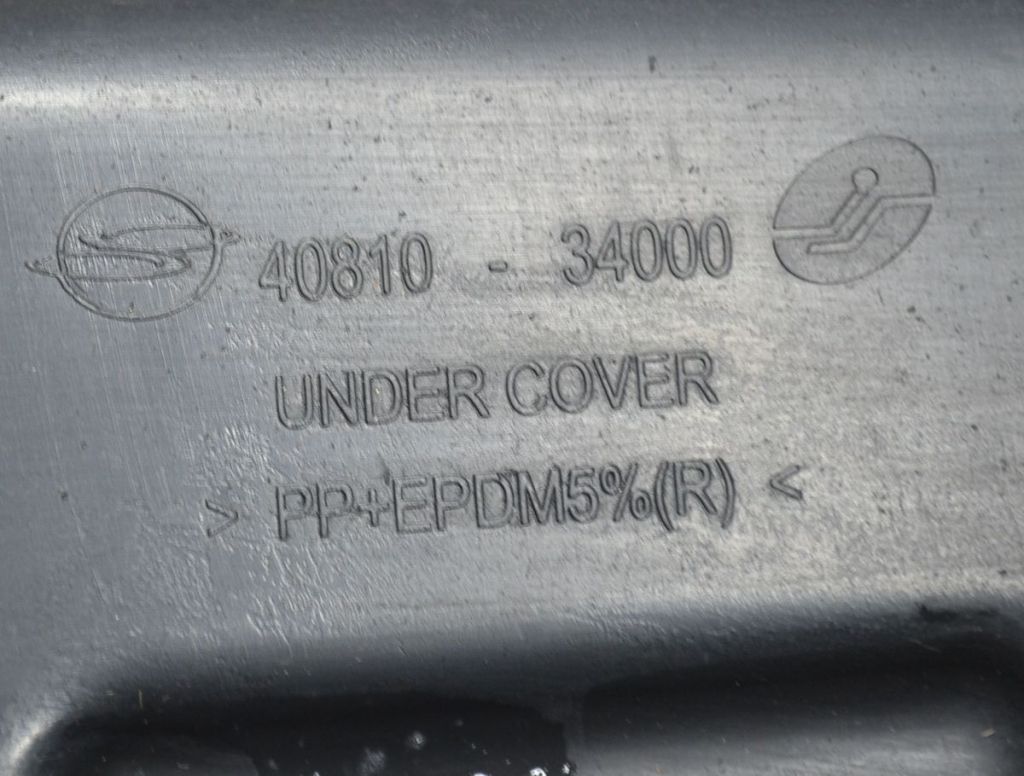 40810 - 34000
UNDER COVER
> PP+EPDM5%(R) <